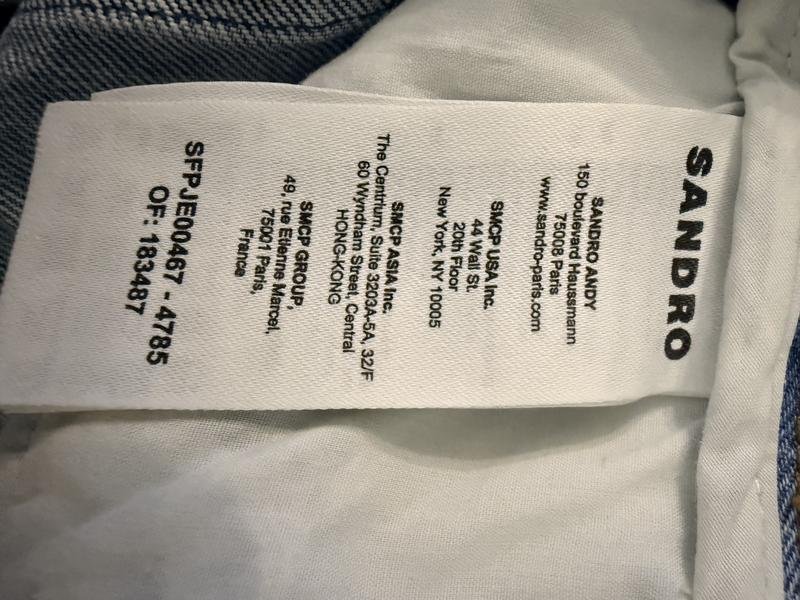 SANDRO
SANDRO ANDY
150 boulevard Haussmann
75008 Paris
www.sandro-paris.com
SMCP USA Inc.
44 Wall St.
20th Floor
New York, NY 10005
SMCP ASIA Inc.
The Centrium, Suite 3203A-5A, 32/F
60 Wyndham Street, Central
HONG-KONG
SMCP GROUP,
49, rue Etienne Marcel,
75001 Paris,
France
SFPJE00467 - 4785
OF: 183487